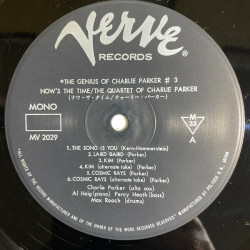 Verve
RECORDS
*THE GENIUS OF CHARLIE PARKER # 3
NOW'S THE TIME/THE QUARTET OF CHARLIE PARKER
(ナウ・ザ・タイム/チャーリー・パーカー)
MONO
MV 2029
M
33
A
1. THE SONG IS YOU (Kern-Hammerstein)
2. LAIRD BAIRD (Parker)
3. KIM (Parker)
4. KIM (alternate take) (Parker)
5. COSMIC RAYS (Parker)
6. COSMIC RAYS (alternate take) (Parker)
Charlie Parker (alto sax)
Al Haig (piano) Percy Heath (bass)
Max Roach (drums)